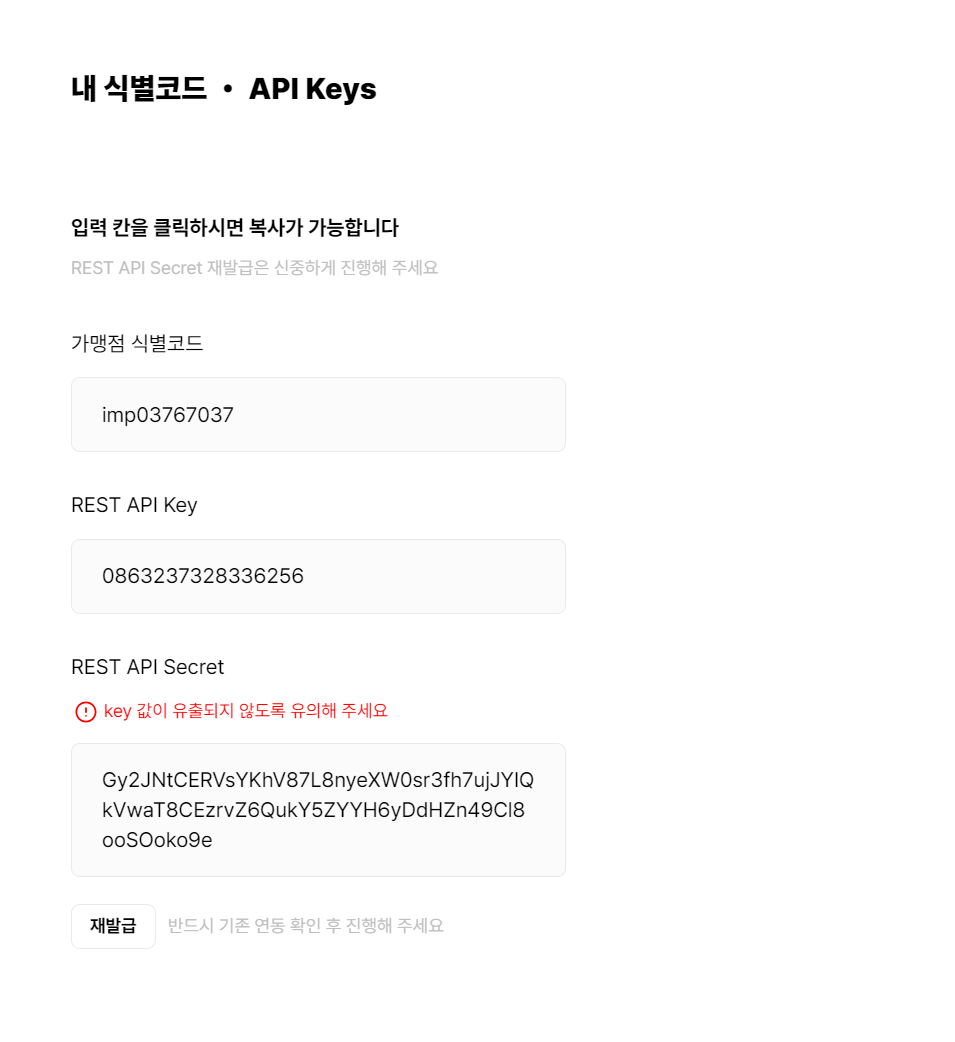 내 식별코드 • API Keys
입력 칸을 클릭하시면 복사가 가능합니다
REST API Secret 재발급은 신중하게 진행해 주세요
가맹점 식별코드
imp03767037
REST API Key
0863237328336256
REST API Secret
key 값이 유출되지 않도록 유의해 주세요
Gy2JNtCERVsYKhV87L8nyeXW0sr3fh7ujJYIQ
kVwaT8CEzrvZ6QukY5ZYYH6yDdHZn49Cl8
ooSOoko9e
재발급 반드시 기존 연동 확인 후 진행해 주세요